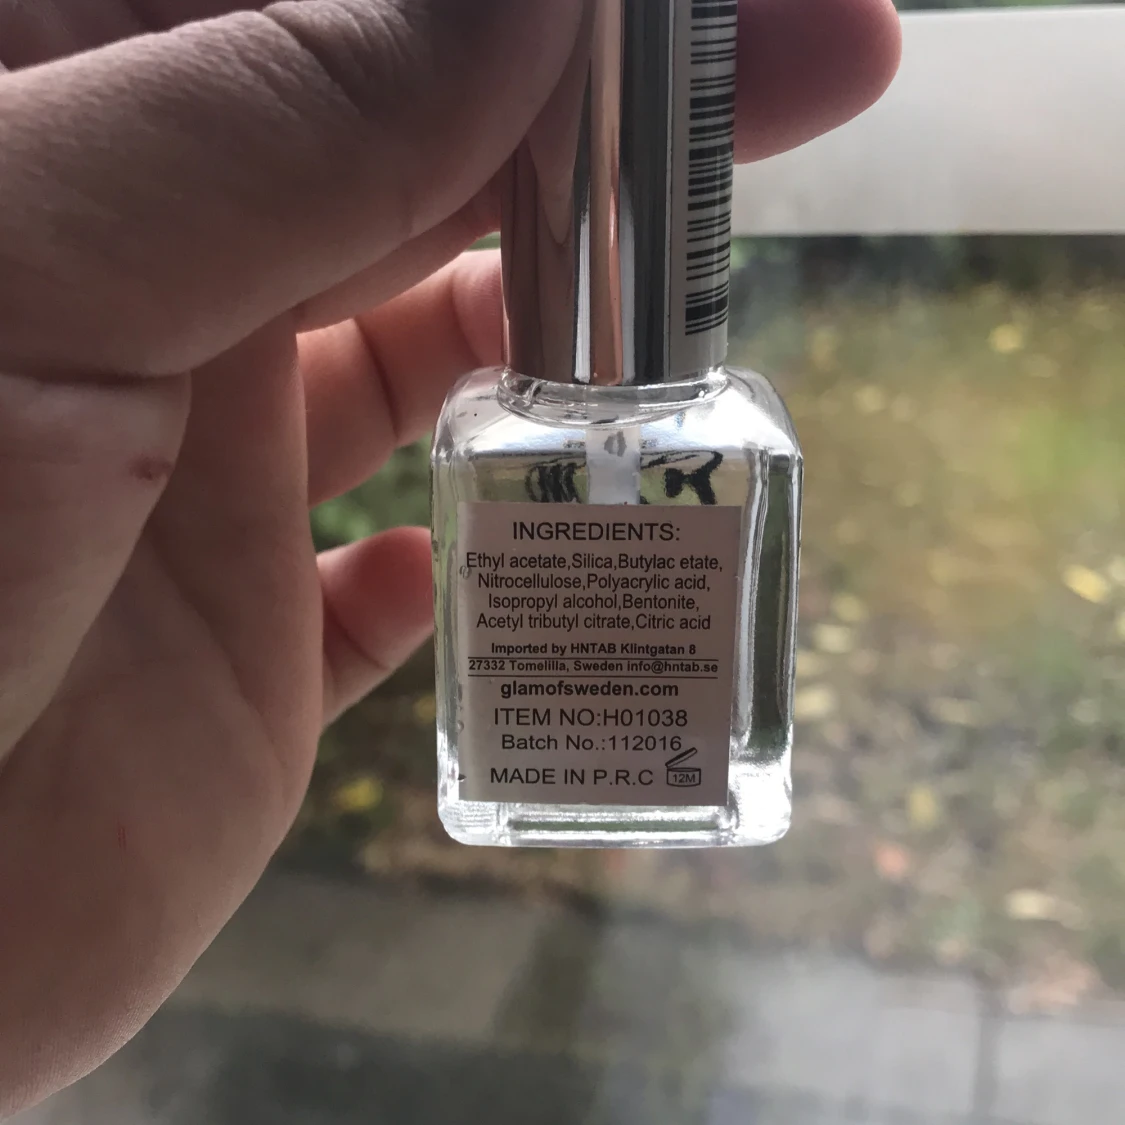 INGREDIENTS:
Ethyl acetate,Silica,Butylac etate,
Nitrocellulose,Polyacrylic acid,
Isopropyl alcohol,Bentonite,
Acetyl tributyl citrate,Citric acid
Imported by HNTAB Klintgatan 8
27332 Tomelilla, Sweden info@hntab.se
glamofsweden.com
ITEM NO:H01038
Batch No.:112016
MADE IN P.R.C 12M